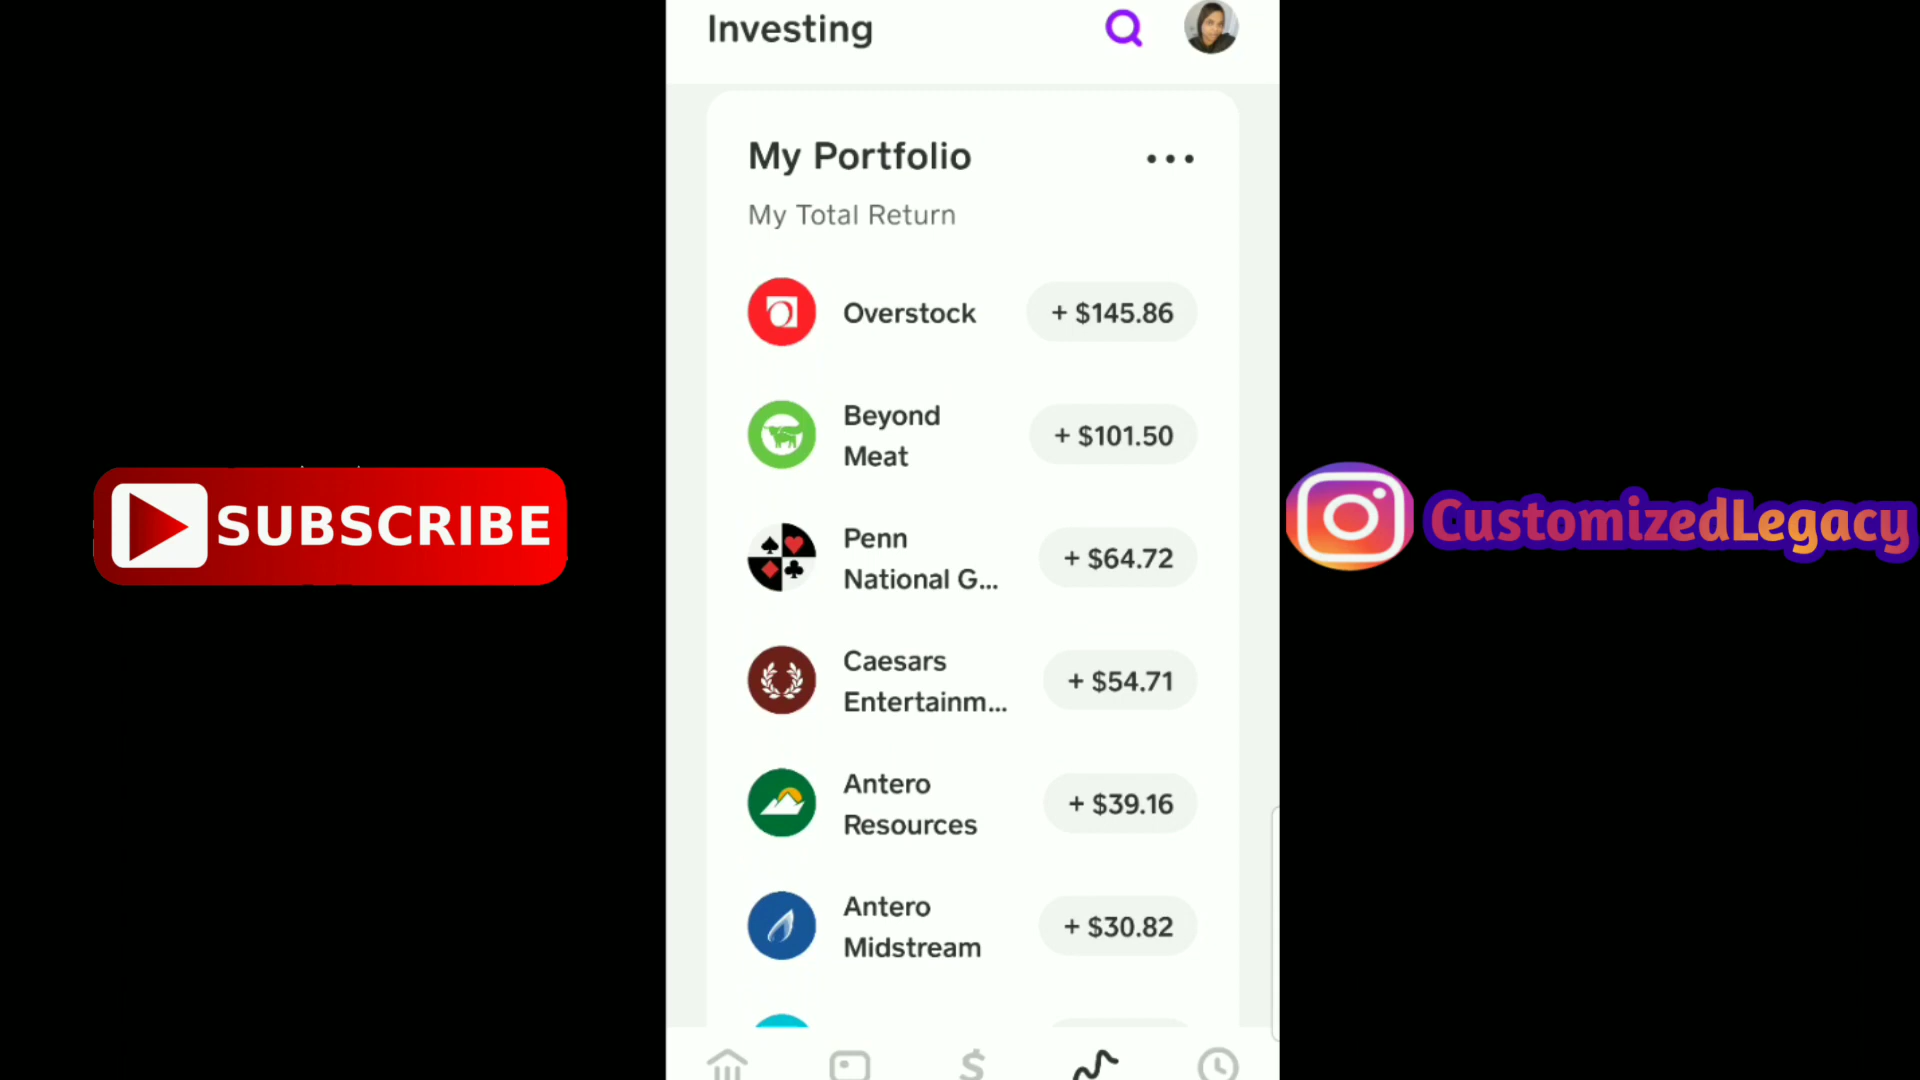 Investing
My Portfolio
My Total Return
Overstock
+ $145.86
Beyond
Meat
+ $101.50
Penn
National G...
+ $64.72
Caesars
Entertainm...
+ $54.71
Antero
Resources
+ $39.16
Antero
Midstream
+ $30.82
SUBSCRIBE
CustomizedLegacy